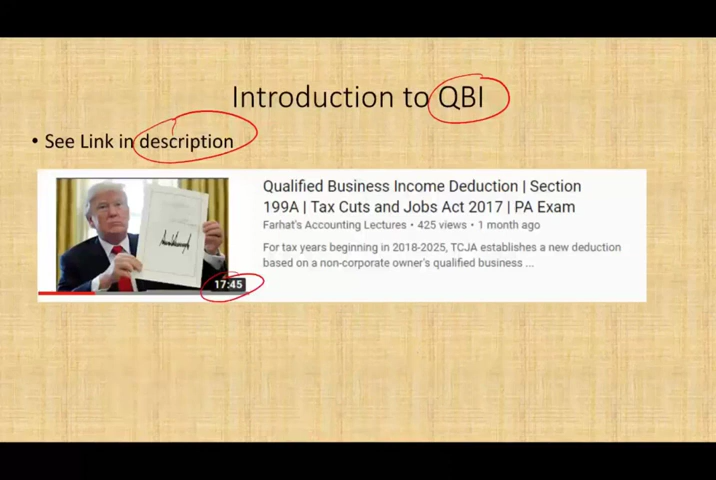 Introduction to QBI
• See Link in description
Qualified Business Income Deduction | Section
199A | Tax Cuts and Jobs Act 2017 | PA Exam
Farhat's Accounting Lectures • 425 views • 1 month ago
For tax years beginning in 2018-2025, TCJA establishes a new deduction
based on a non-corporate owner's qualified business ...
17:45